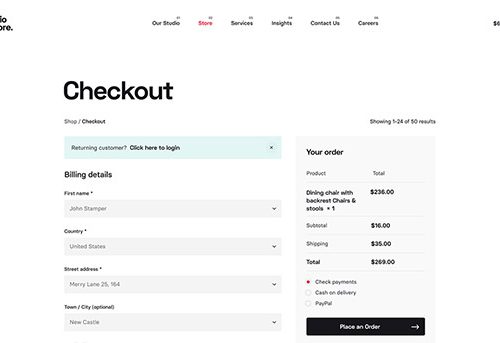 io
ore.
01 02 03 04 05 06
Our Studio Store Services Insights Contact Us Careers
$6
Checkout
Shop / Checkout
Showing 1-24 of 50 results
Returning customer? Click here to login ×
Billing details
First name *
John Stamper
Country *
United States
Street address *
Merry Lane 25, 164
Town / City (optional)
New Castle
Your order
Product Total
Dining chair with $236.00
backrest Chairs &
stools × 1
Subtotal $16.00
Shipping $35.00
Total $269.00
Check payments
Cash on delivery
PayPal
Place an Order